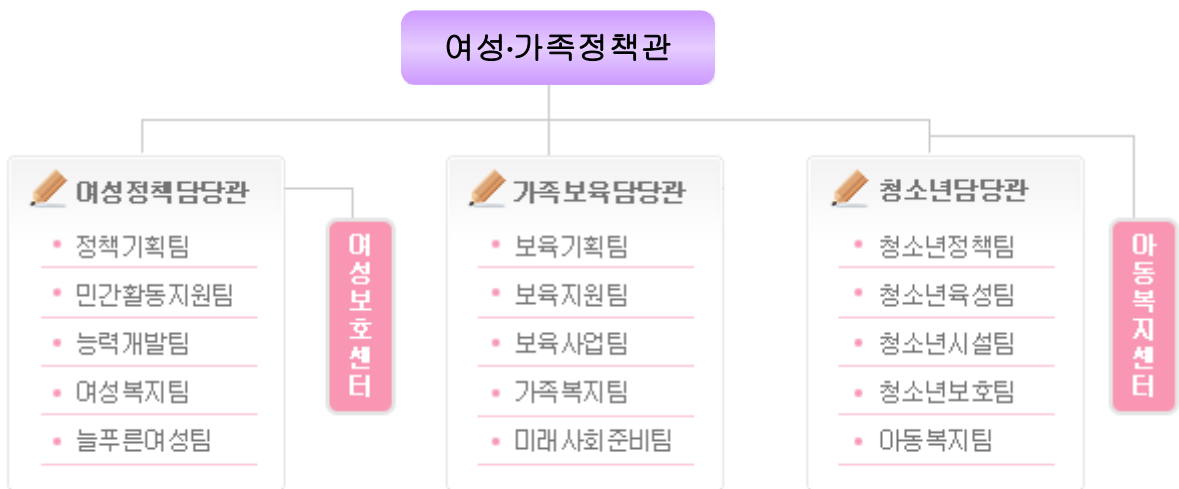 여성·가족정책관
여성정책담당관
정책기획팀
민간활동지원팀
능력개발팀
여성복지팀
늘푸른여성팀
여성보호센터
가족보육담당관
보육기획팀
보육지원팀
보육사업팀
가족복지팀
미래사회준비팀
청소년담당관
청소년정책팀
청소년육성팀
청소년시설팀
청소년보호팀
아동복지팀
아동복지센터